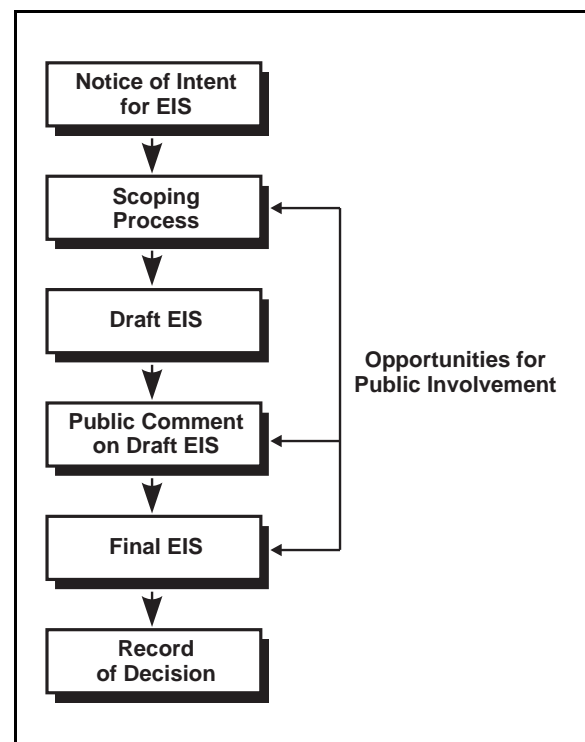 Notice of Intent
for EIS
Scoping
Process
Draft EIS
Opportunities for
Public Involvement
Public Comment
on Draft EIS
Final EIS
Record
of Decision